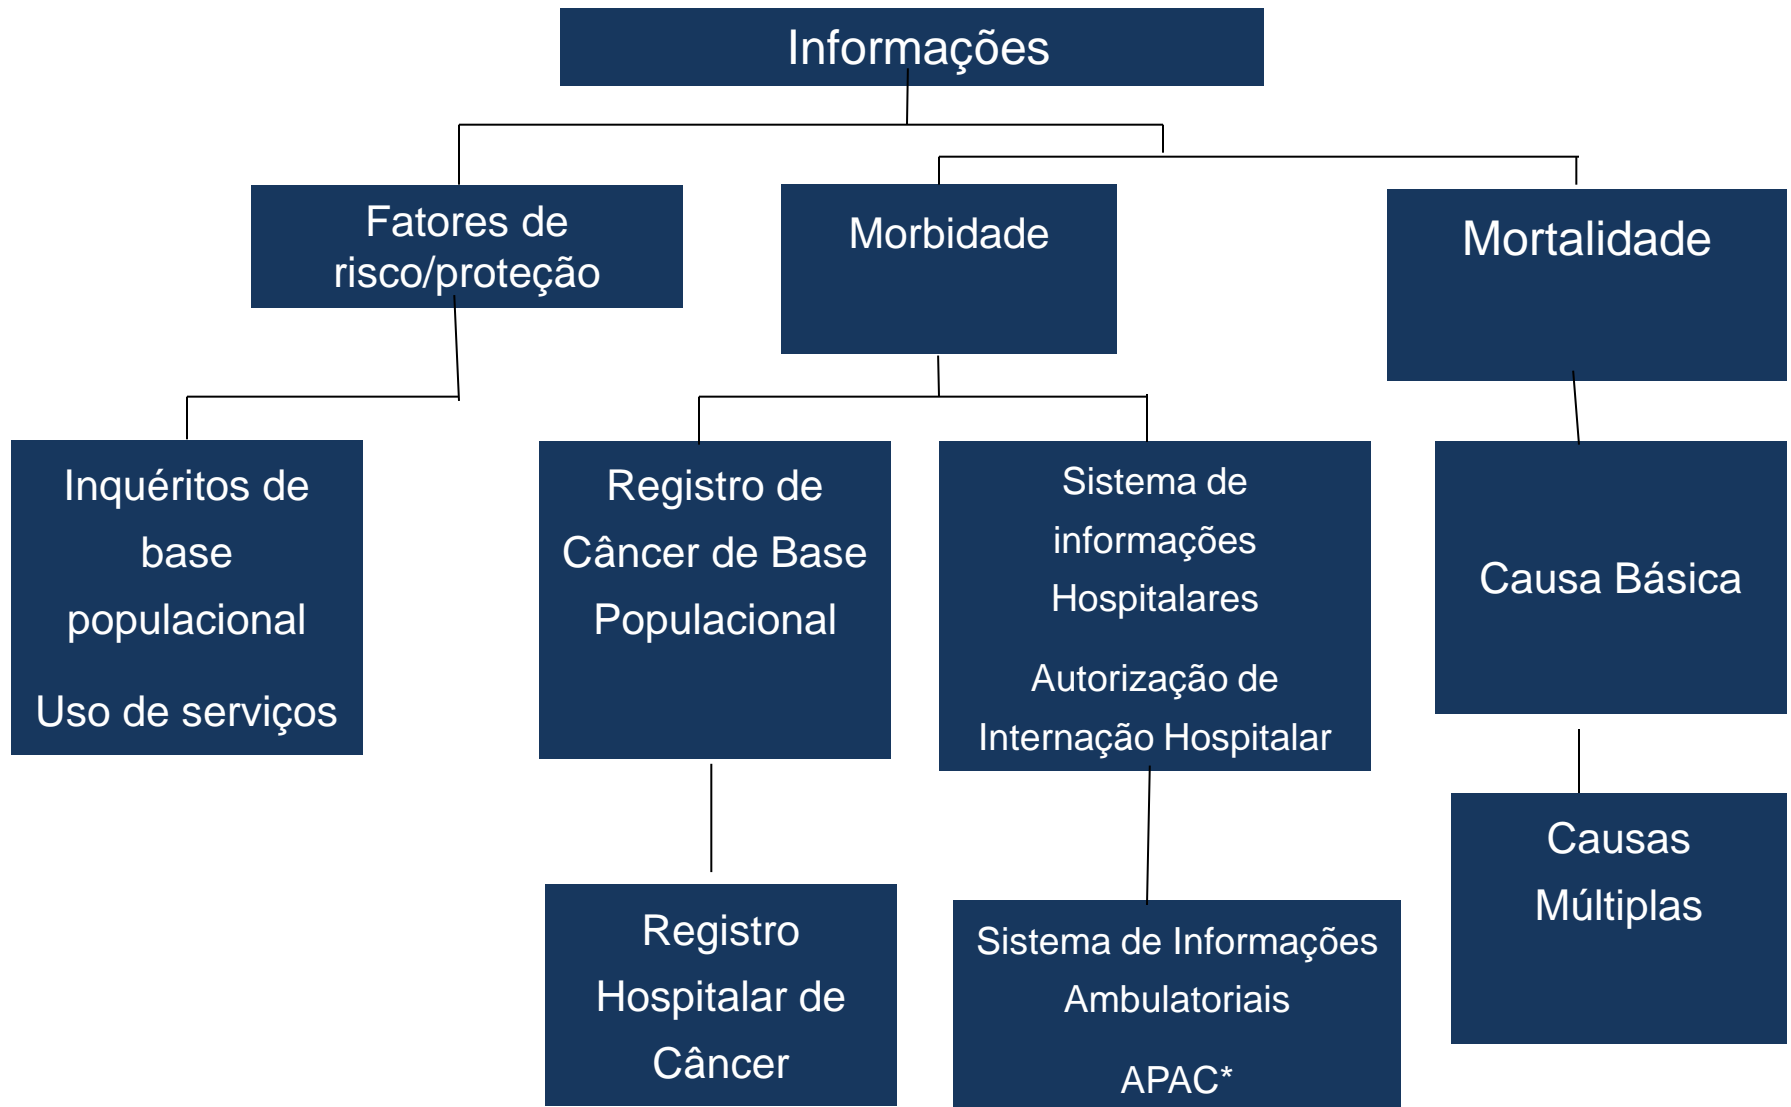 Informações
Fatores de
risco/proteção
Morbidade
Mortalidade
Inquéritos de
base
populacional
Uso de serviços
Registro de
Câncer de Base
Populacional
Sistema de
informações
Hospitalares
Autorização de
Internação Hospitalar
Causa Básica
Registro
Hospitalar de
Câncer
Sistema de Informações
Ambulatoriais
APAC*
Causas
Múltiplas